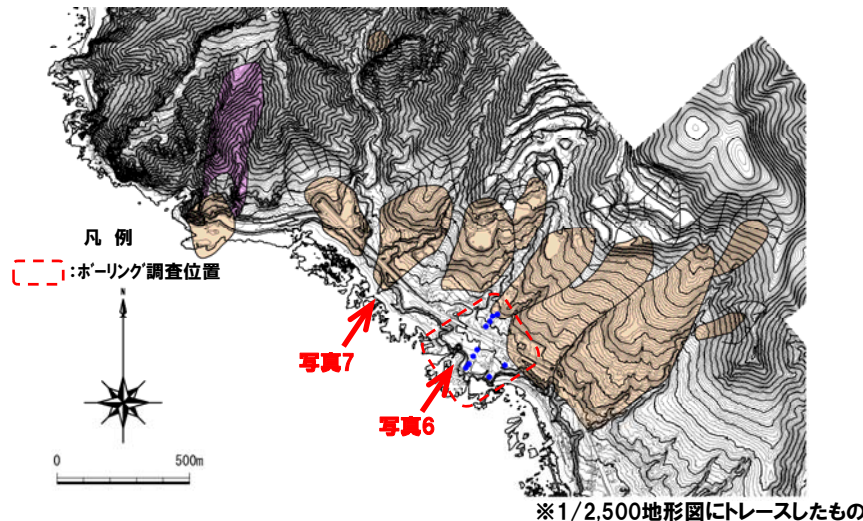 凡 例
:ボーリング調査位置
N
写真7
写真6
0 500m
※1/2,500地形図にトレースしたもの